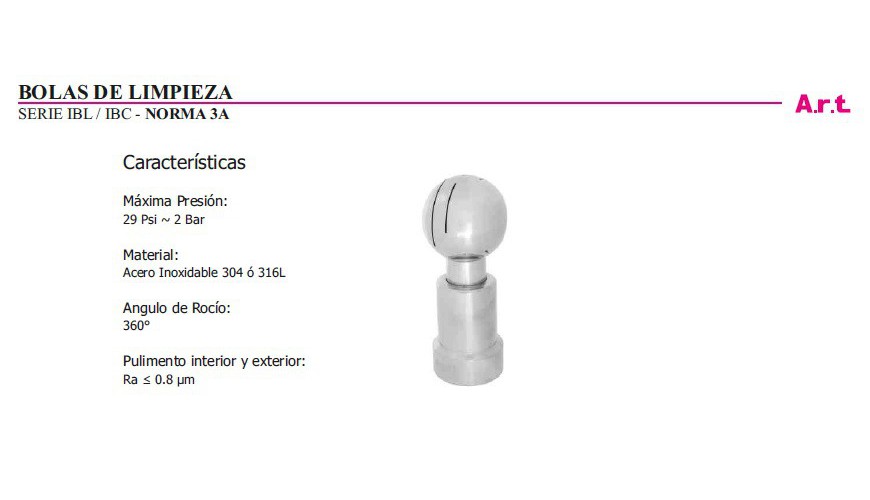 BOLAS DE LIMPIEZA
SERIE IBL / IBC - NORMA 3A
A.r.t.
Características
Máxima Presión:
29 Psi ~ 2 Bar
Material:
Acero Inoxidable 304 ó 316L
Angulo de Rocío:
360°
Pulimento interior y exterior:
Ra ≤ 0.8 µm